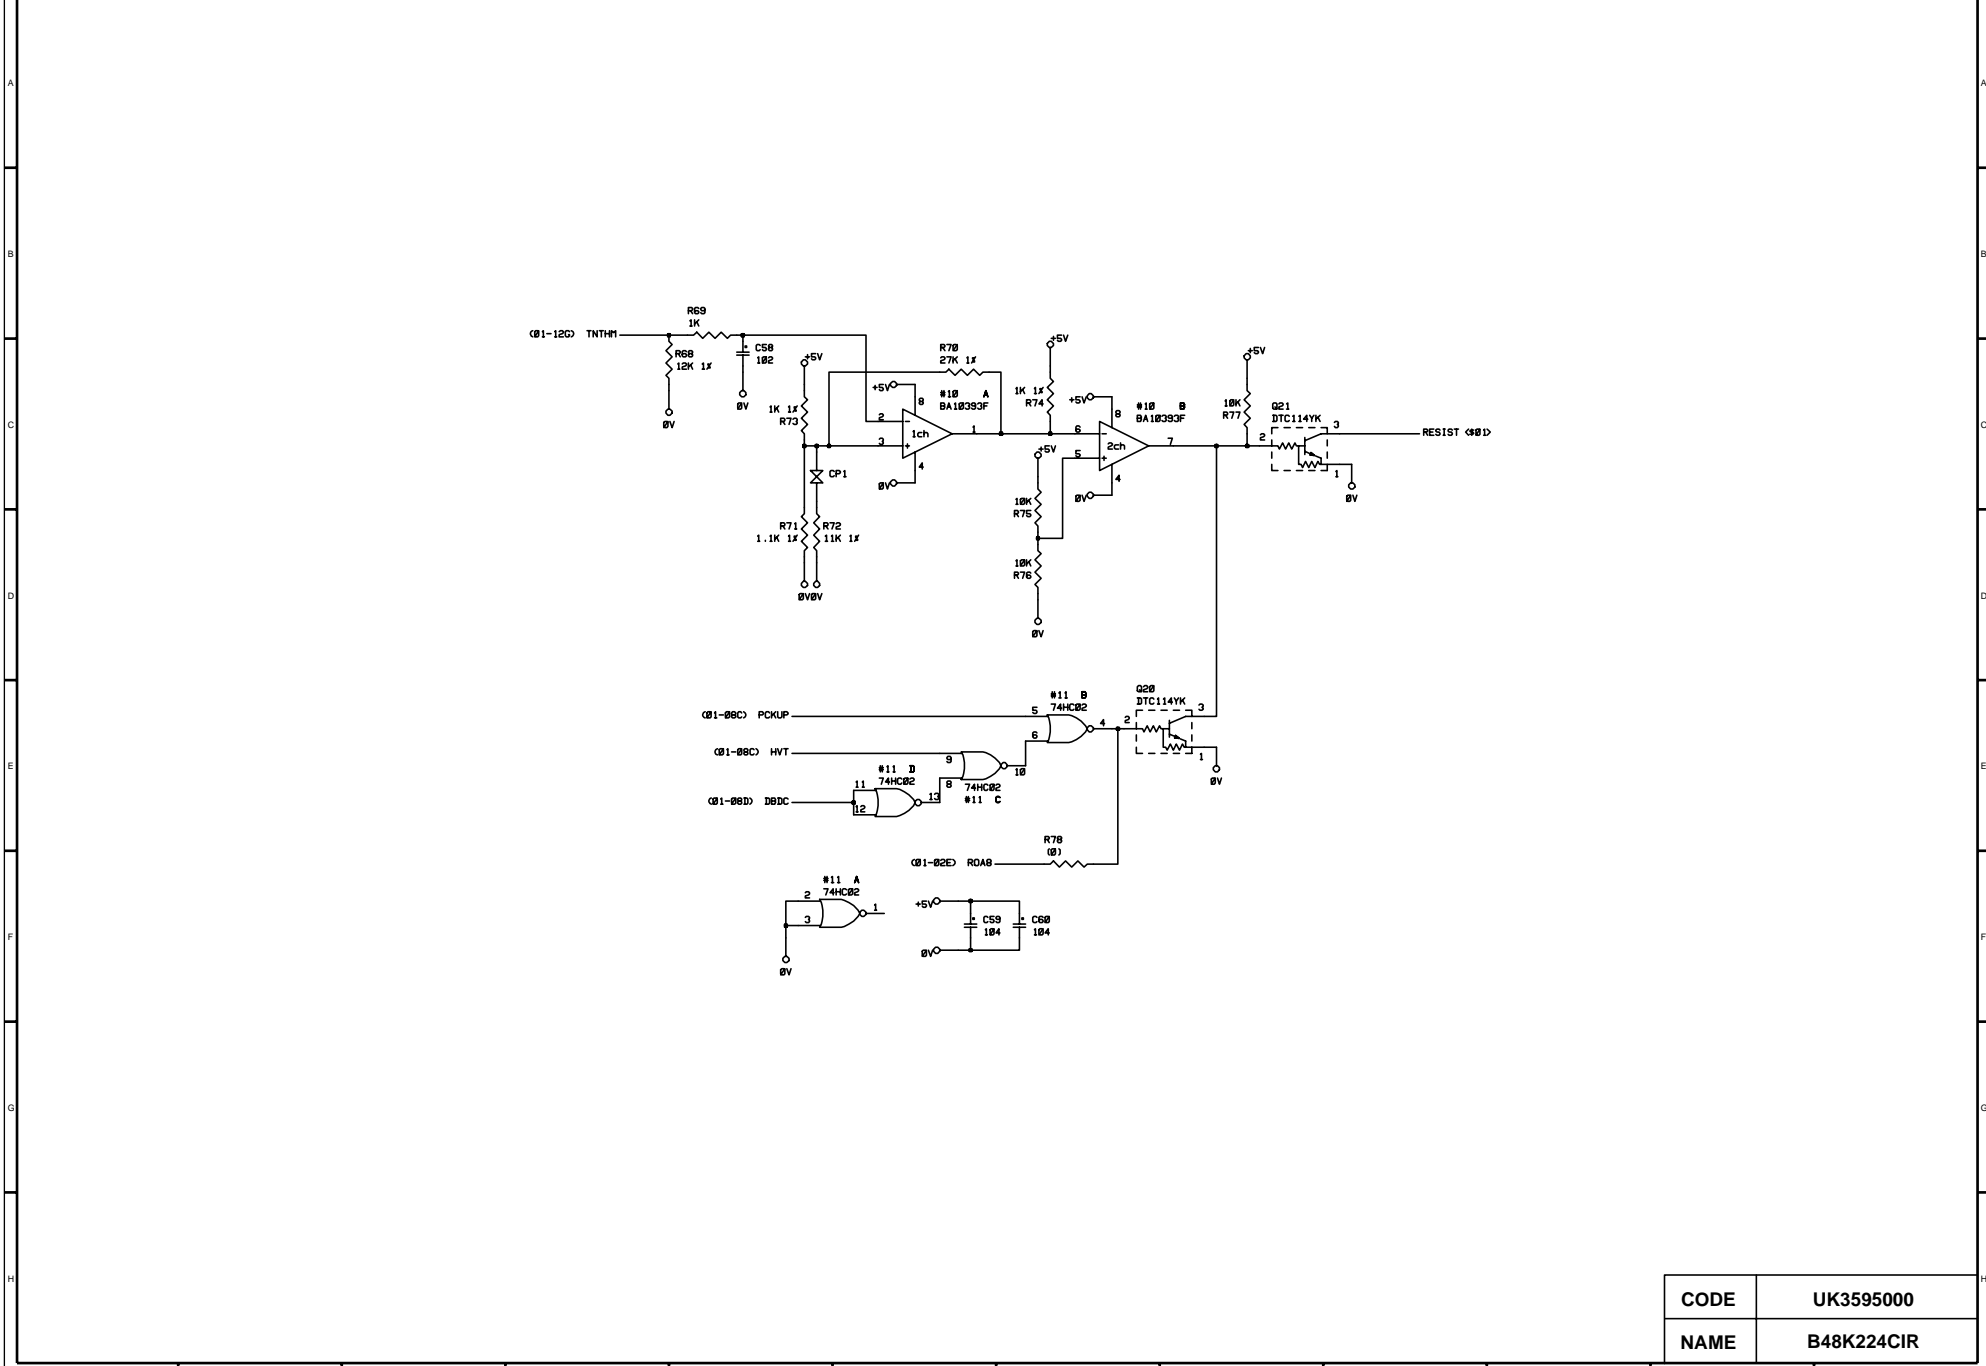 A A
B B
C C
D D
E E
F F
G G
H H
(01-12G) TNTHM
R69
1K
R68
12K 1%
0V
C58
102
0V
+5V
1K 1%
R73
CP1
R71
1.1K 1%
R72
11K 1%
0V0V
R70
27K 1%
+5V
8
#10 A
BA10393F
2
-
1ch
1
3
+
4
0V
+5V
1K 1%
R74
+5V
8
#10 B
BA10393F
6
-
2ch
7
5
+
4
0V
+5V
10K
R75
10K
R76
0V
+5V
10K
R77
Q21
DTC114YK
2
3
1
0V
RESIST <$01>
(01-08C) PCKUP
5
#11 B
74HC02
4
6
Q20
DTC114YK
2
3
1
0V
(01-08C) HVT
9
10
8
74HC02
#11 C
(01-08D) DBDC
11
12
#11 D
74HC02
13
(01-02E) RDA8
R78
(0)
#11 A
74HC02
2
3
1
0V
+5V
C59
104
C60
104
0V
CODE UK3595000
NAME B48K224CIR